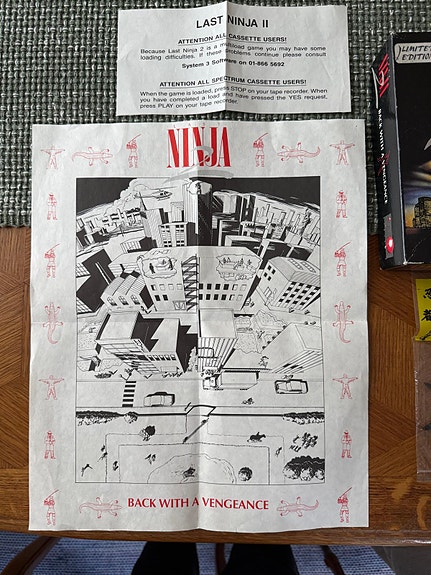 LAST NINJA II
ATTENTION ALL CASSETTE USERS!
Because Last Ninja 2 is a multiload game you may have some
loading difficulties. If these problems continue please consult
System 3 Software on 01-866 5692
ATTENTION ALL SPECTRUM CASSETTE USERS!
When the game is loaded, press STOP on your tape recorder. When
you have completed a load and have pressed the YES request,
press PLAY on your tape recorder.
LIMITED
EDITION
BACK WITH A VENGEANCE
NINJA
2
BACK WITH A VENGEANCE